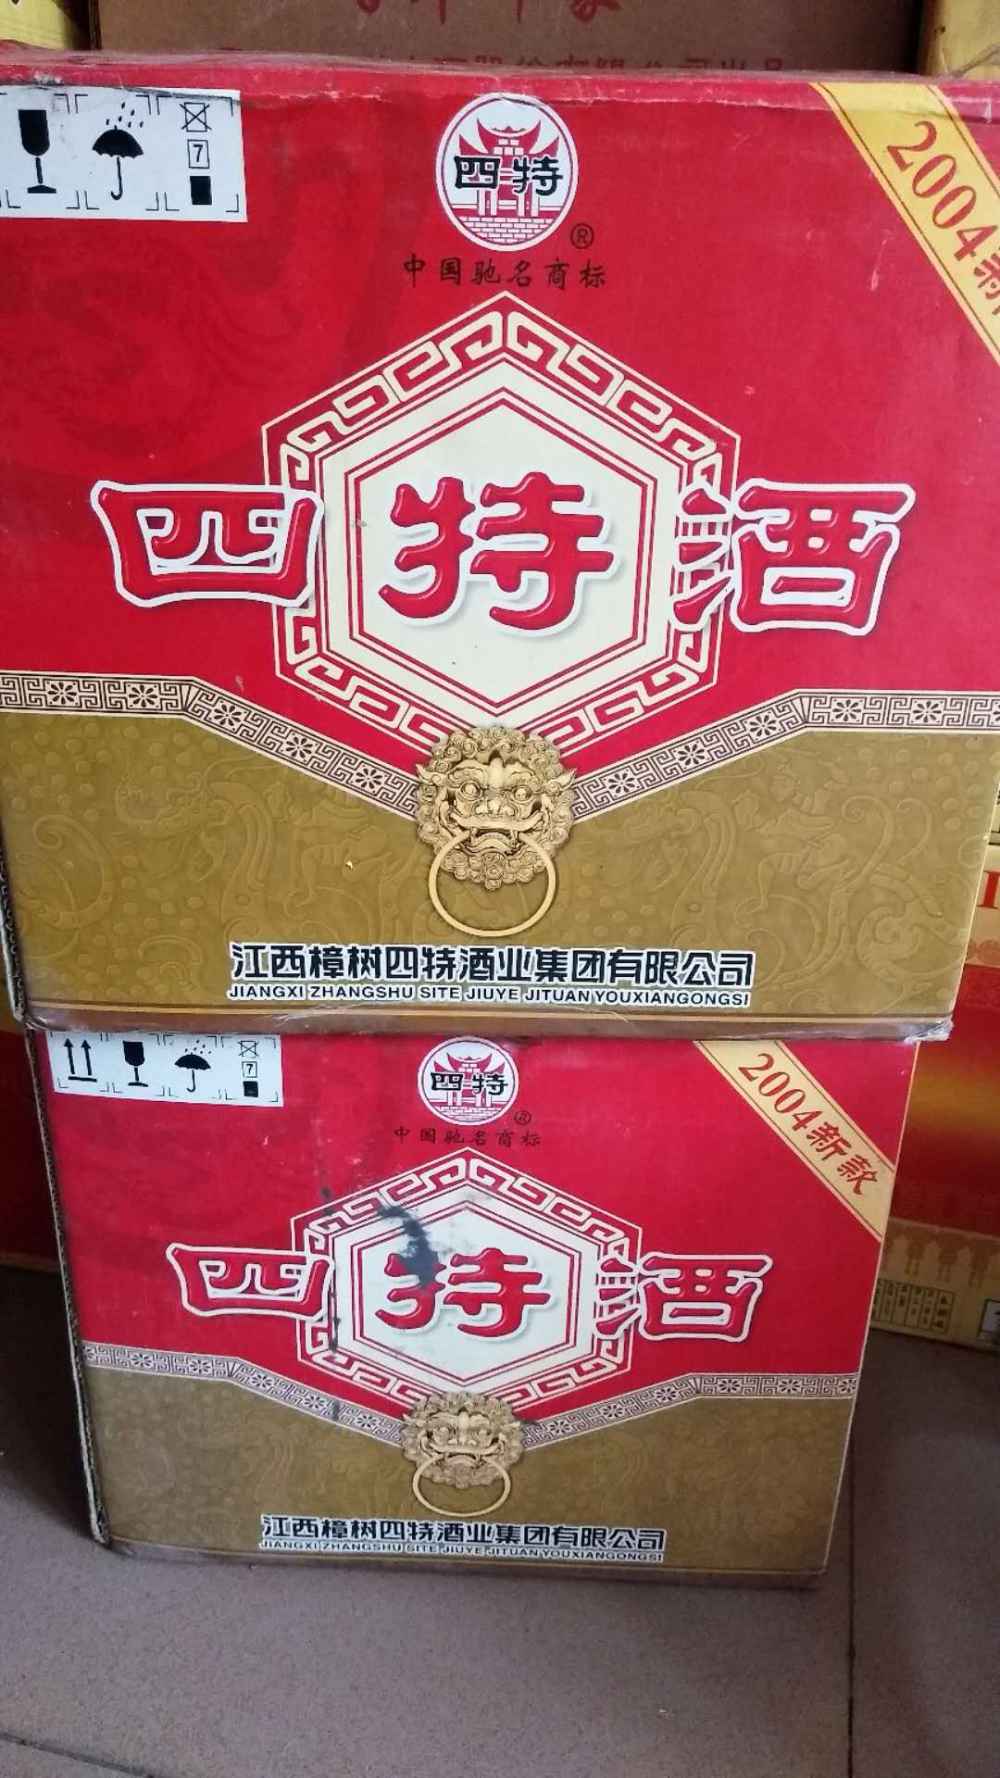 7
四特
®
中国驰名商标
2004新
四特酒
江西樟树四特酒业集团有限公司
JIANGXI ZHANGSHU SITE JIUYE JITUAN YOUXIANGONGSI
7
四特
®
中国驰名商标
2004新款
四特酒
江西樟树四特酒业集团有限公司
JIANGXI ZHANGSHU SITE JIUYE JITUAN YOUXIANGONGSI